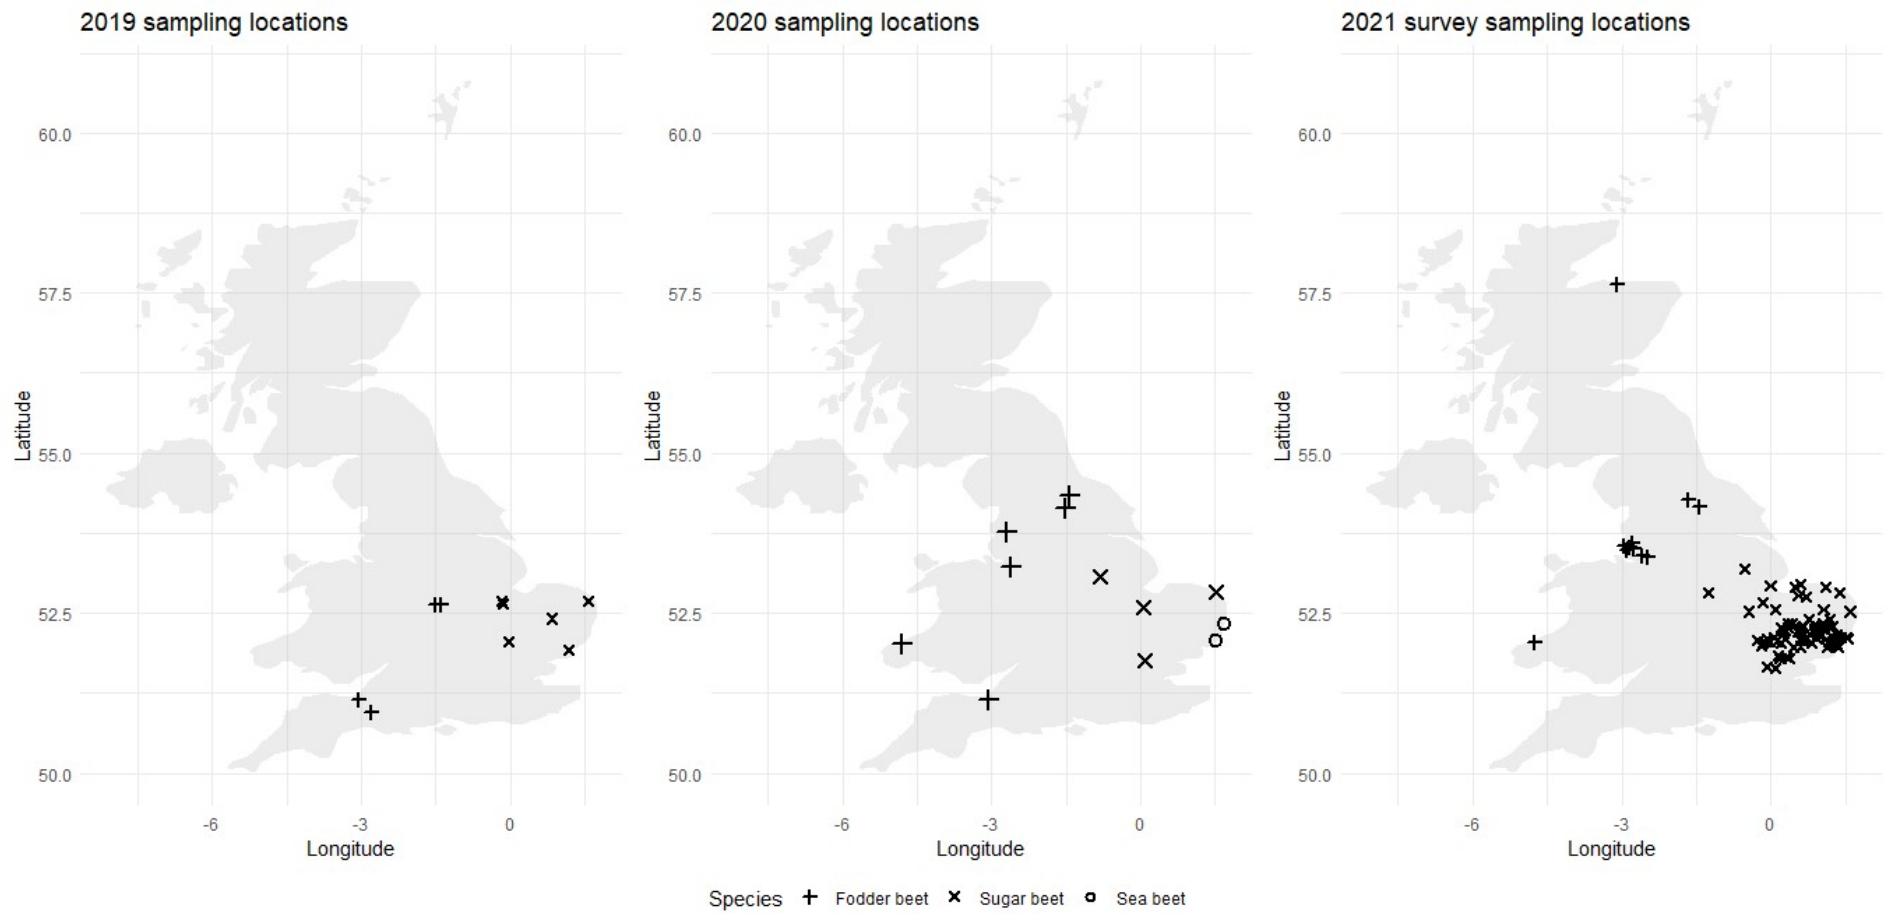 2019 sampling locations
2020 sampling locations
2021 survey sampling locations
60.0
57.5
55.0
52.5
50.0
Latitude
-6
-3
0
Longitude
60.0
57.5
55.0
52.5
50.0
Latitude
-6
-3
0
Longitude
60.0
57.5
55.0
52.5
50.0
Latitude
-6
-3
0
Longitude
Species Fodder beet Sugar beet Sea beet